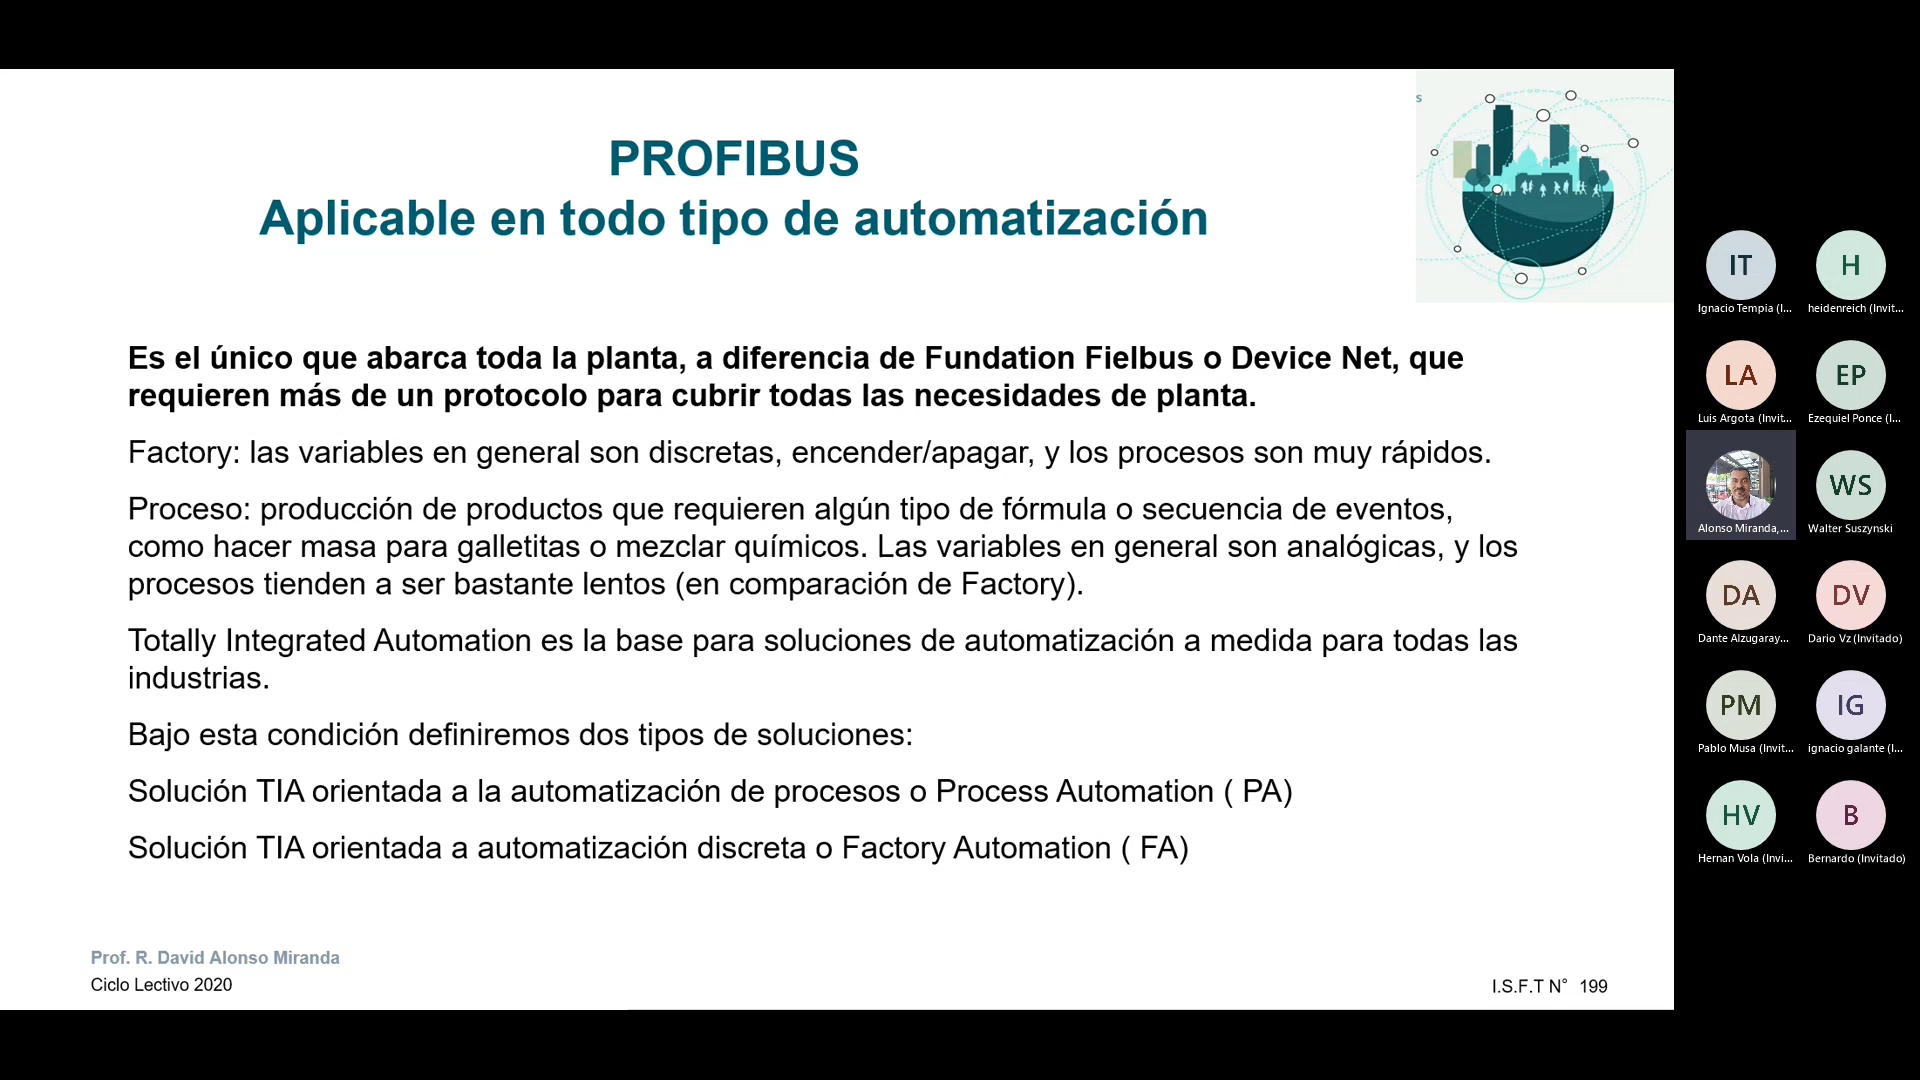 s
PROFIBUS
Aplicable en todo tipo de automatización
Es el único que abarca toda la planta, a diferencia de Fundation Fielbus o Device Net, que
requieren más de un protocolo para cubrir todas las necesidades de planta.
Factory: las variables en general son discretas, encender/apagar, y los procesos son muy rápidos.
Proceso: producción de productos que requieren algún tipo de fórmula o secuencia de eventos,
como hacer masa para galletitas o mezclar químicos. Las variables en general son analógicas, y los
procesos tienden a ser bastante lentos (en comparación de Factory).
Totally Integrated Automation es la base para soluciones de automatización a medida para todas las
industrias.
Bajo esta condición definiremos dos tipos de soluciones:
Solución TIA orientada a la automatización de procesos o Process Automation ( PA)
Solución TIA orientada a automatización discreta o Factory Automation ( FA)
Prof. R. David Alonso Miranda
Ciclo Lectivo 2020
I.S.F.T N° 199
IT
Ignacio Tempia (I...
H
heidenreich (Invit...
LA
Luis Argota (Invit...
EP
Ezequiel Ponce (I...
Alonso Miranda,...
WS
Walter Suszynski
DA
Dante Alzugaray...
DV
Dario Vz (Invitado)
PM
Pablo Musa (Invit...
IG
ignacio galante (I...
HV
Hernan Vola (Invi...
B
Bernardo (Invitado)